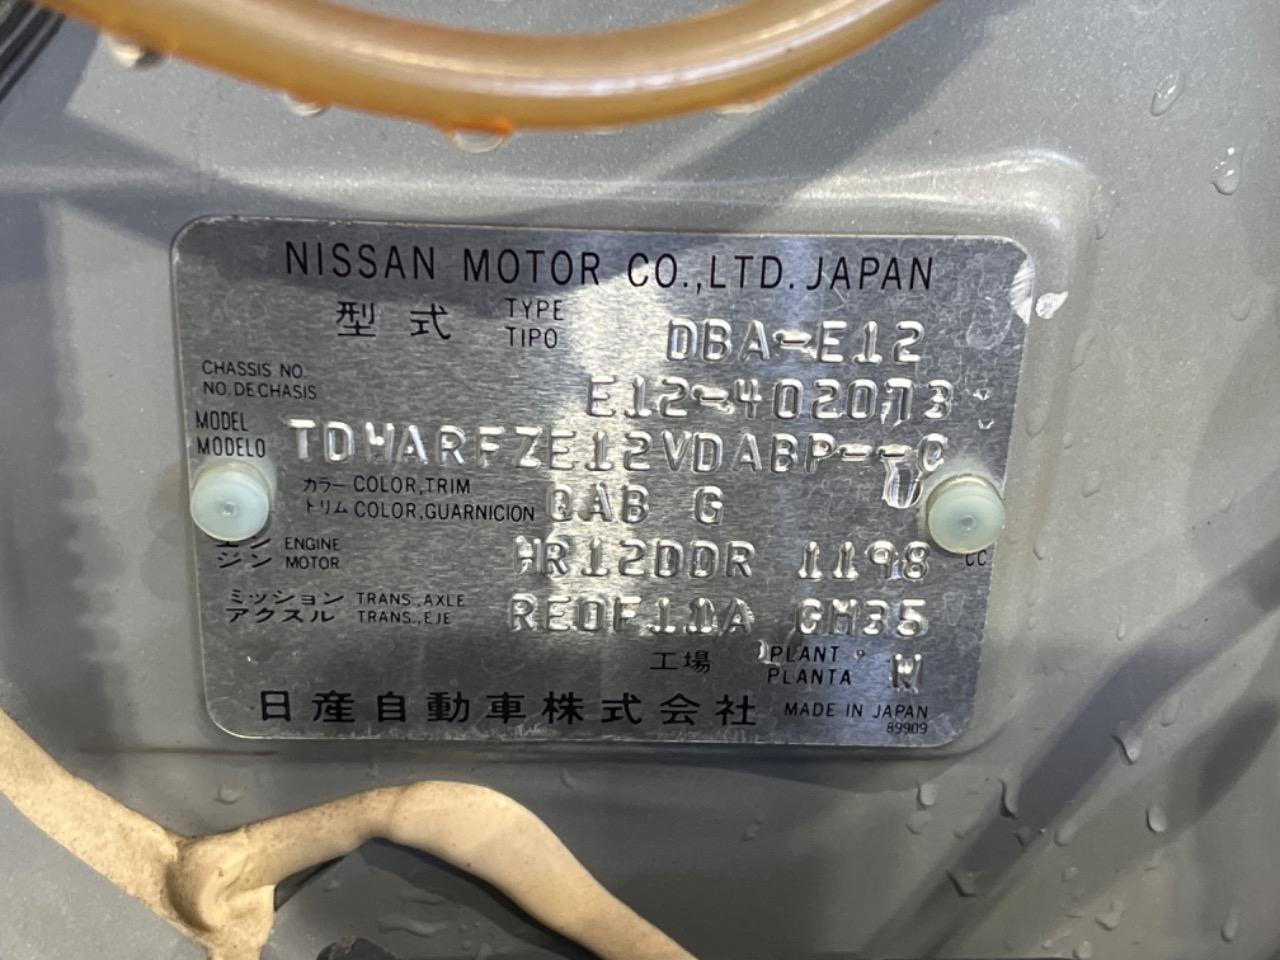 NISSAN MOTOR CO.,LTD. JAPAN
型式 TYPE TIPO DBA-E12
CHASSIS NO.
NO. DE CHASIS E12-402073
MODEL
MODELO TDWARFZE12VDABP--C
カラー COLOR,TRIM
トリム COLOR,GUARNICION QAB G
エンジン ENGINE MOTOR HR12DDR 1198 CC
ミッション TRANS.,AXLE
アクスル TRANS.,EJE RE0F11A GM35
工場 PLANT
PLANTA W
日産自動車株式会社 MADE IN JAPAN
89909